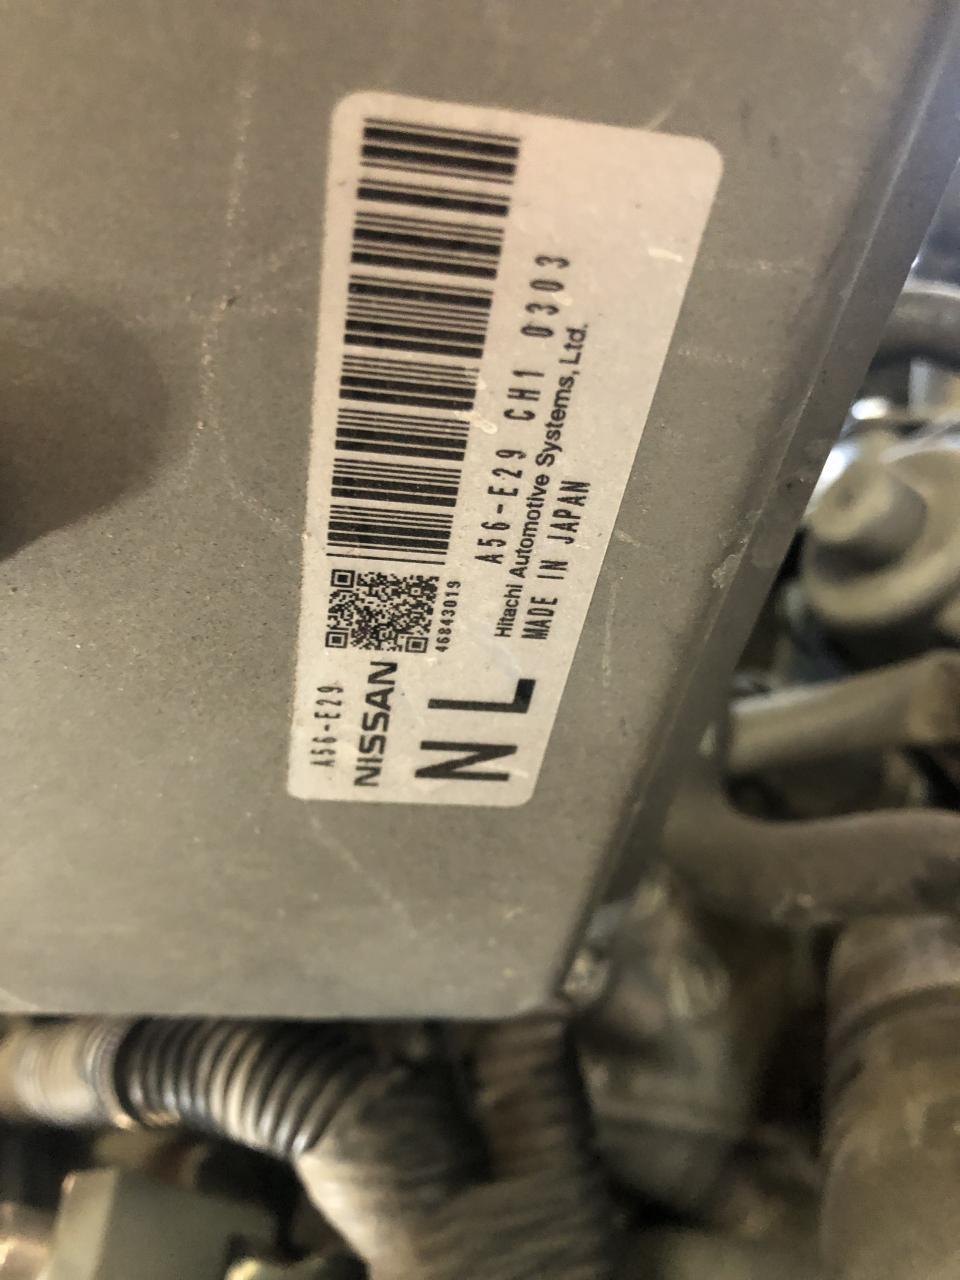 A56-E29
NISSAN
46843019
NL
A56-E29 CH1 0303
Hitachi Automotive Systems, Ltd.
MADE IN JAPAN